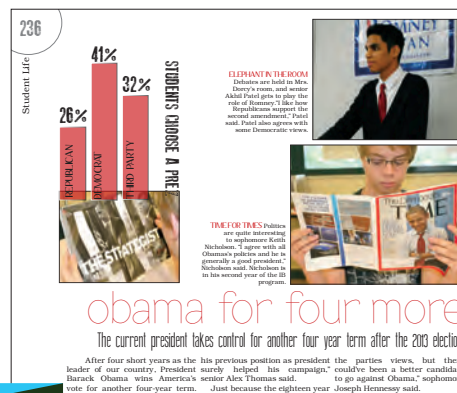 236
Student Life
26%
41%
32%
REPUBLICAN
DEMOCRAT
THIRD PARTY
STUDENTS CHOOSE A PRE
ROMNEY
ELEPHANT IN THE ROOM
Debates are held in Mrs.
Dorcy's room, and senior
Akhil Patel gets to play the
role of Romney. "I like how
Republicans support the
second amendment," Patel
said. Patel also agrees with
some Democratic views.
THE STATICIST
TIME FOR TIMES Politics
are quite interesting
to sophomore Keith
Nicholson. "I agree with all
Obamas's policies and he is
generally a good president,"
Nicholson said. Nicholson is
in his second year of the IB
program.
TIME
obama for four more
The current president takes control for another four year term after the 2013 electio
After four short years as the
leader of our country, President
Barack Obama wins America's
vote for another four-year term.
his previous position as president
surely helped his campaign,"
senior Alex Thomas said.
Just because the eighteen year
the parties views, but the
could've been a better candida
to go against Obama," sophomo
Joseph Hennessy said.